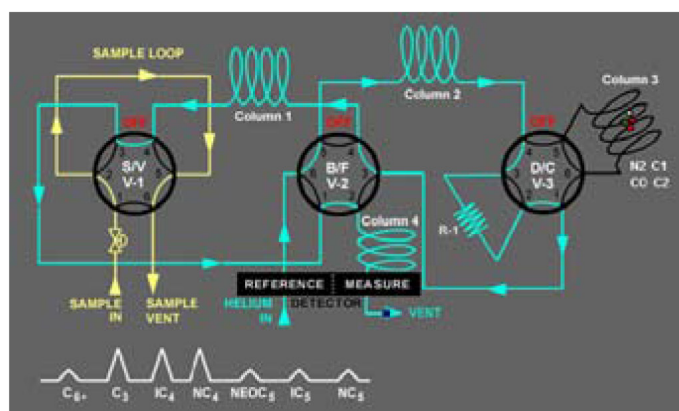 SAMPLE LOOP
Column 1
Column 2
Column 3
OFF
OFF
OFF
S/V
V-1
B/F
V-2
D/C
V-3
N2 C1
CO C2
R-1
Column 4
REFERENCE
MEASURE
DETECTOR
SAMPLE
IN
SAMPLE
VENT
HELIUM
IN
VENT
C6+
C3
IC4
NC4
NEOC5
IC5
NC5